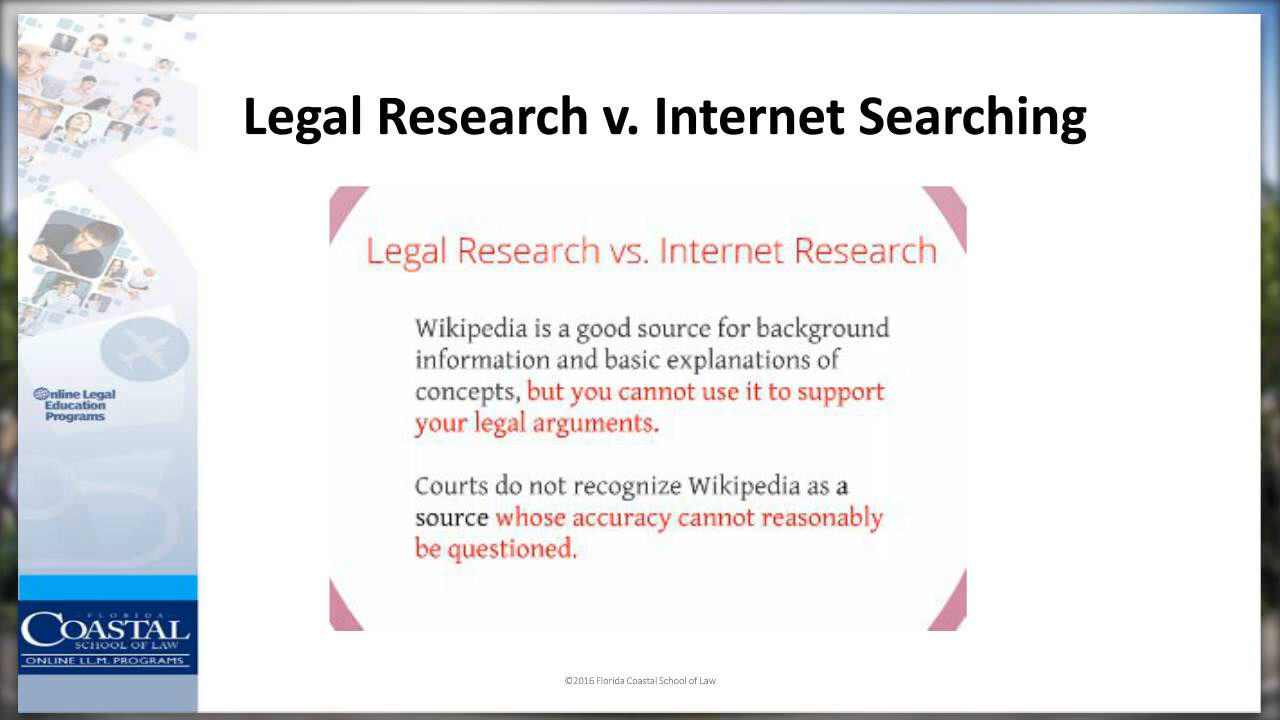 Legal Research v. Internet Searching
Legal Research vs. Internet Research
Wikipedia is a good source for background
information and basic explanations of
concepts, but you cannot use it to support
your legal arguments.
Courts do not recognize Wikipedia as a
source whose accuracy cannot reasonably
be questioned.
Online Legal
Education
Programs
FLORIDA
COASTAL
SCHOOL OF LAW
ONLINE LL.M. PROGRAMS
©2016 Florida Coastal School of Law